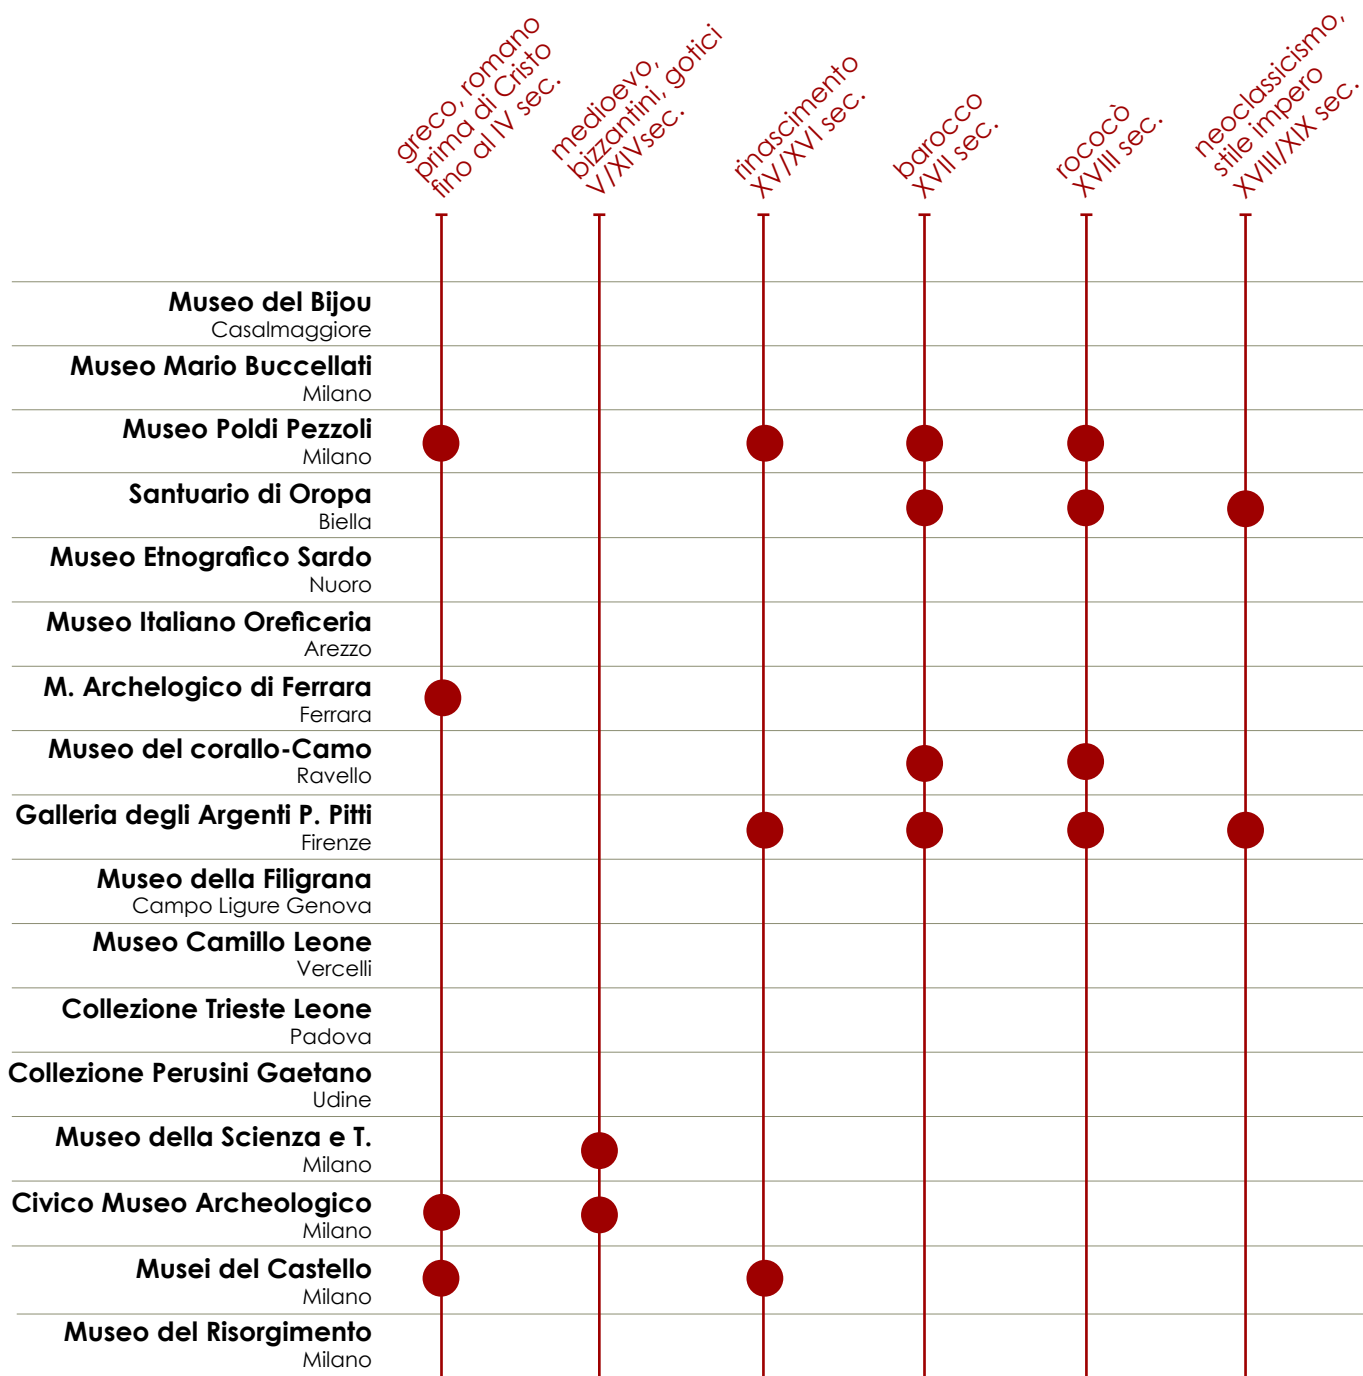 greco, romano
prima di Cristo
fino al IV sec.
medioevo,
bizzantini, gotici
V/XIVsec.
rinascimento
XV/XVI sec.
barocco
XVII sec.
rococò
XVIII sec.
neoclassicismo,
stile impero
XVIII/XIX sec.
Museo del Bijou
Casalmaggiore
Museo Mario Buccellati
Milano
Museo Poldi Pezzoli
Milano
Santuario di Oropa
Biella
Museo Etnografico Sardo
Nuoro
Museo Italiano Oreficeria
Arezzo
M. Archelogico di Ferrara
Ferrara
Museo del corallo-Camo
Ravello
Galleria degli Argenti P. Pitti
Firenze
Museo della Filigrana
Campo Ligure Genova
Museo Camillo Leone
Vercelli
Collezione Trieste Leone
Padova
Collezione Perusini Gaetano
Udine
Museo della Scienza e T.
Milano
Civico Museo Archeologico
Milano
Musei del Castello
Milano
Museo del Risorgimento
Milano